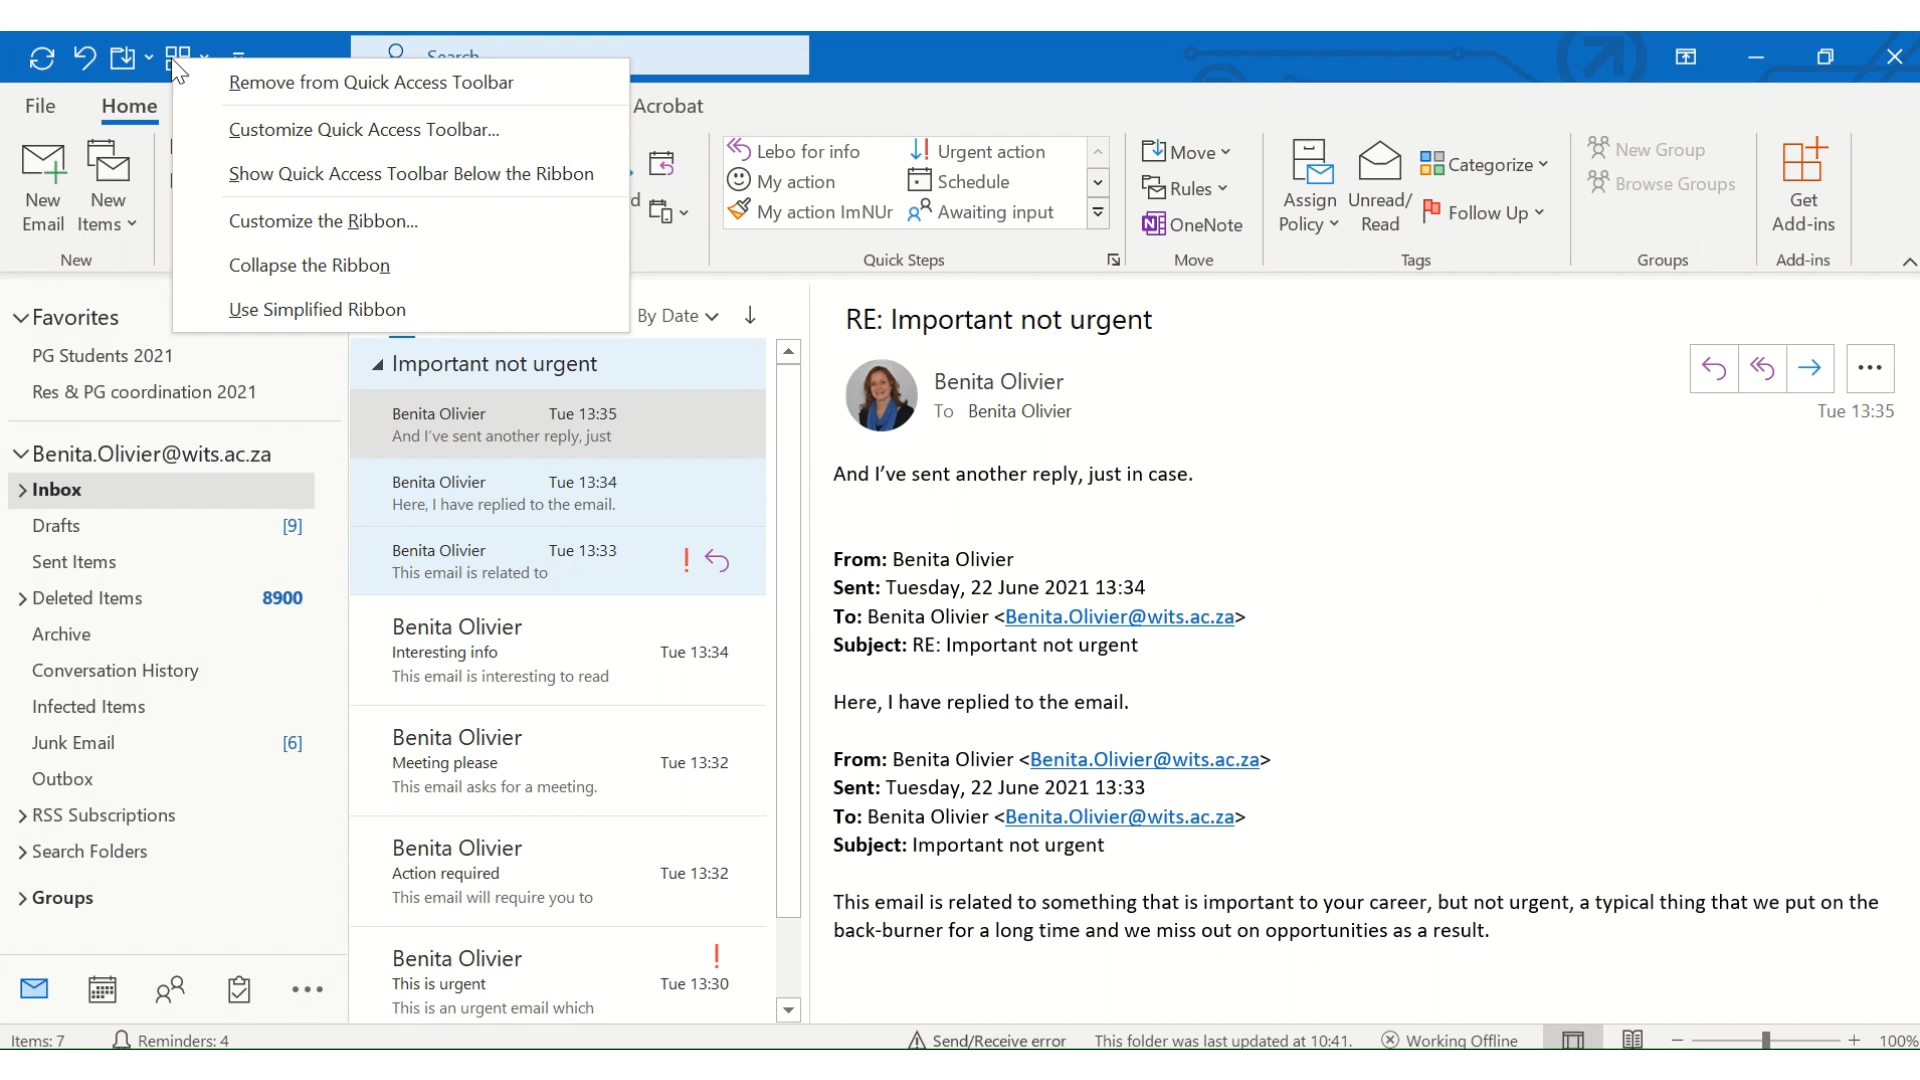 Search
Remove from Quick Access Toolbar
Customize Quick Access Toolbar...
Show Quick Access Toolbar Below the Ribbon
Customize the Ribbon...
Collapse the Ribbon
Use Simplified Ribbon
File
Home
Acrobat
New
Email
New
Items
New
d
Lebo for info
My action
My action ImNUr
Urgent action
Schedule
Awaiting input
Quick Steps
Move
Rules
OneNote
Move
Assign
Policy
Unread/
Read
Categorize
Follow Up
Tags
New Group
Browse Groups
Groups
Get
Add-ins
Add-ins
Favorites
PG Students 2021
Res & PG coordination 2021
Benita.Olivier@wits.ac.za
Inbox
Drafts [9]
Sent Items
Deleted Items 8900
Archive
Conversation History
Infected Items
Junk Email [6]
Outbox
RSS Subscriptions
Search Folders
Groups
By Date
Important not urgent
Benita Olivier Tue 13:35
And I've sent another reply, just
Benita Olivier Tue 13:34
Here, I have replied to the email.
Benita Olivier Tue 13:33
This email is related to
Benita Olivier
Interesting info Tue 13:34
This email is interesting to read
Benita Olivier
Meeting please Tue 13:32
This email asks for a meeting.
Benita Olivier
Action required Tue 13:32
This email will require you to
Benita Olivier
This is urgent Tue 13:30
This is an urgent email which
RE: Important not urgent
Benita Olivier
To Benita Olivier
Tue 13:35
And I've sent another reply, just in case.
From: Benita Olivier
Sent: Tuesday, 22 June 2021 13:34
To: Benita Olivier <Benita.Olivier@wits.ac.za>
Subject: RE: Important not urgent
Here, I have replied to the email.
From: Benita Olivier <Benita.Olivier@wits.ac.za>
Sent: Tuesday, 22 June 2021 13:33
To: Benita Olivier <Benita.Olivier@wits.ac.za>
Subject: Important not urgent
This email is related to something that is important to your career, but not urgent, a typical thing that we put on the
back-burner for a long time and we miss out on opportunities as a result.
Items: 7
Reminders: 4
Send/Receive error
This folder was last updated at 10:41.
Working Offline
100%